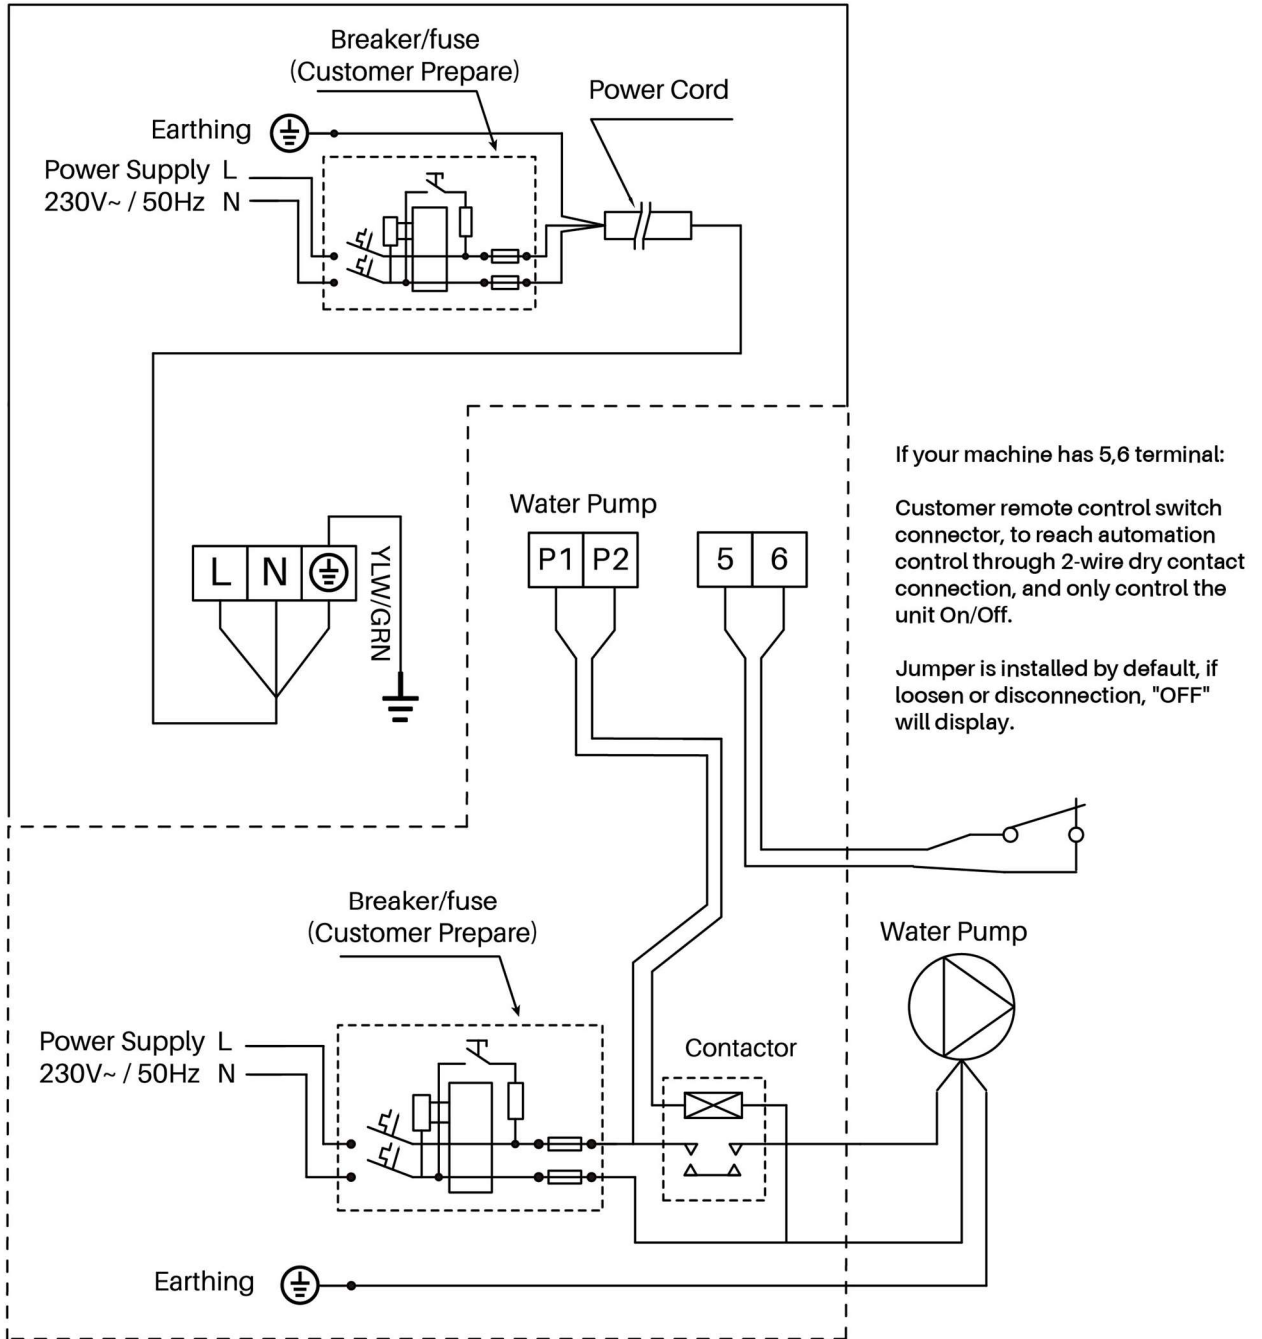 Breaker/fuse
(Customer Prepare)
Power Cord
Earthing
Power Supply L
230V~ / 50Hz N
If your machine has 5,6 terminal:
Customer remote control switch
connector, to reach automation
control through 2-wire dry contact
connection, and only control the
unit On/Off.
Jumper is installed by default, if
loosen or disconnection, "OFF"
will display.
Water Pump
P1 P2
5 6
L N
YLW/GRN
Breaker/fuse
(Customer Prepare)
Water Pump
Power Supply L
230V~ / 50Hz N
Contactor
Earthing